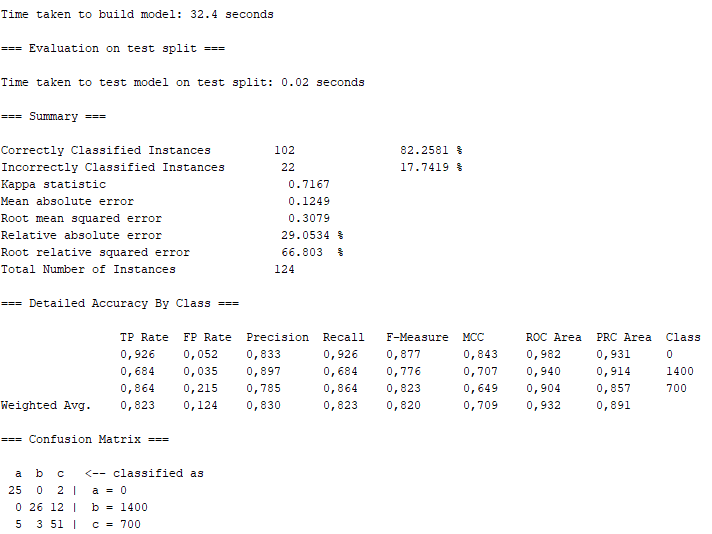 Time taken to build model: 32.4 seconds
=== Evaluation on test split ===
Time taken to test model on test split: 0.02 seconds
=== Summary ===
Correctly Classified Instances 102 82.2581 %
Incorrectly Classified Instances 22 17.7419 %
Kappa statistic 0.7167
Mean absolute error 0.1249
Root mean squared error 0.3079
Relative absolute error 29.0534 %
Root relative squared error 66.803 %
Total Number of Instances 124
=== Detailed Accuracy By Class ===
TP Rate FP Rate Precision Recall F-Measure MCC ROC Area PRC Area Class
0,926 0,052 0,833 0,926 0,877 0,843 0,982 0,931 0
0,684 0,035 0,897 0,684 0,776 0,707 0,940 0,914 1400
0,864 0,215 0,785 0,864 0,823 0,649 0,904 0,857 700
Weighted Avg. 0,823 0,124 0,830 0,823 0,820 0,709 0,932 0,891
=== Confusion Matrix ===
a b c <-- classified as
25 0 2 | a = 0
0 26 12 | b = 1400
5 3 51 | c = 700